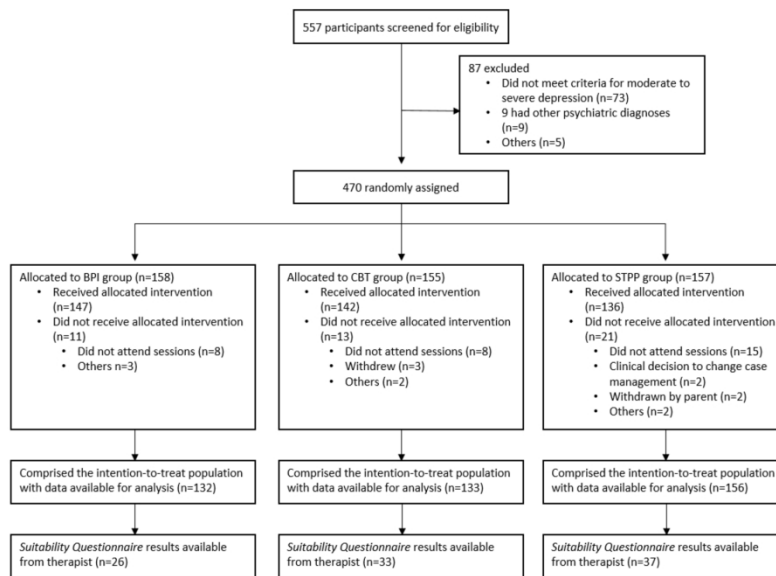 557 participants screened for eligibility
87 excluded
• Did not meet criteria for moderate to
severe depression (n=73)
• 9 had other psychiatric diagnoses
(n=9)
• Others (n=5)
470 randomly assigned
Allocated to BPI group (n=158)
• Received allocated intervention
(n=147)
• Did not receive allocated intervention
(n=11)
• Did not attend sessions (n=8)
• Others n=3)
Allocated to CBT group (n=155)
• Received allocated intervention
(n=142)
• Did not receive allocated intervention
(n=13)
• Did not attend sessions (n=8)
• Withdrew (n=3)
• Others (n=2)
Allocated to STPP group (n=157)
• Received allocated intervention
(n=136)
• Did not receive allocated intervention
(n=21)
• Did not attend sessions (n=15)
• Clinical decision to change case
management (n=2)
• Withdrawn by parent (n=2)
• Others (n=2)
Comprised the intention-to-treat population
with data available for analysis (n=132)
Comprised the intention-to-treat population
with data available for analysis (n=133)
Comprised the intention-to-treat population
with data available for analysis (n=156)
Suitability Questionnaire results available
from therapist (n=26)
Suitability Questionnaire results available
from therapist (n=33)
Suitability Questionnaire results available
from therapist (n=37)